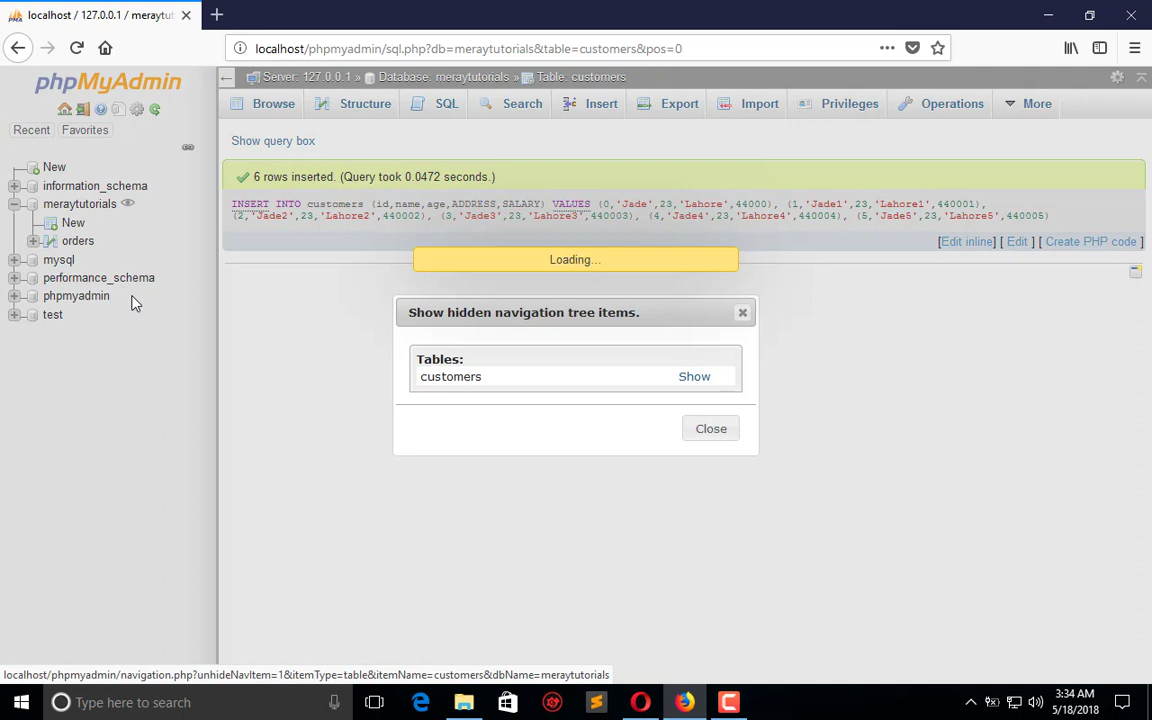 localhost / 127.0.0.1 / meraytut
localhost/phpmyadmin/sql.php?db=meraytutorials&table=customers&pos=0
phpMyAdmin
Recent
Favorites
New
information_schema
meraytutorials
New
orders
mysql
performance_schema
phpmyadmin
test
Server: 127.0.0.1 » Database: meraytutorials » Table: customers
Browse Structure SQL Search Insert Export Import Privileges Operations More
Show query box
6 rows inserted. (Query took 0.0472 seconds.)
INSERT INTO customers (id,name,age,ADDRESS,SALARY) VALUES (0,'Jade',23,'Lahore',44000), (1,'Jade1',23,'Lahore1',440001),
(2,'Jade2',23,'Lahore2',440002), (3,'Jade3',23,'Lahore3',440003), (4,'Jade4',23,'Lahore4',440004), (5,'Jade5',23,'Lahore5',440005)
[Edit inline] [ Edit ] [ Create PHP code ]
Loading…
Show hidden navigation tree items.
Tables:
customers Show
Close
localhost/phpmyadmin/navigation.php?unhideNavItem=1&itemType=table&itemName=customers&dbName=meraytutorials
Type here to search
3:34 AM
5/18/2018